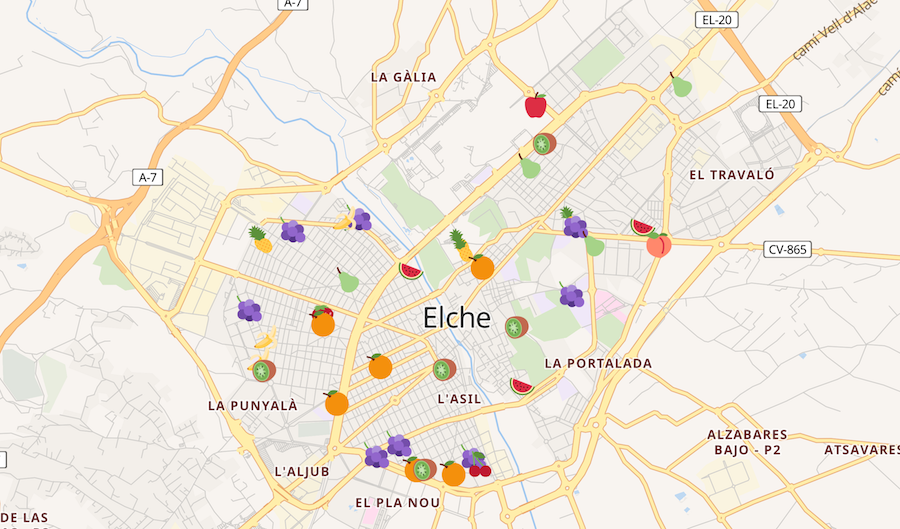 A-7
EL-20
camí Vell d'Alac
LA GÀLIA
camí
EL-20
A-7
EL TRAVALÓ
CV-865
Elche
LA PORTALADA
L'ASIL
LA PUNYALÀ
ALZABARES
BAJO - P2
ATSAVARES
L'ALJUB
EL PLA NOU
DE LAS